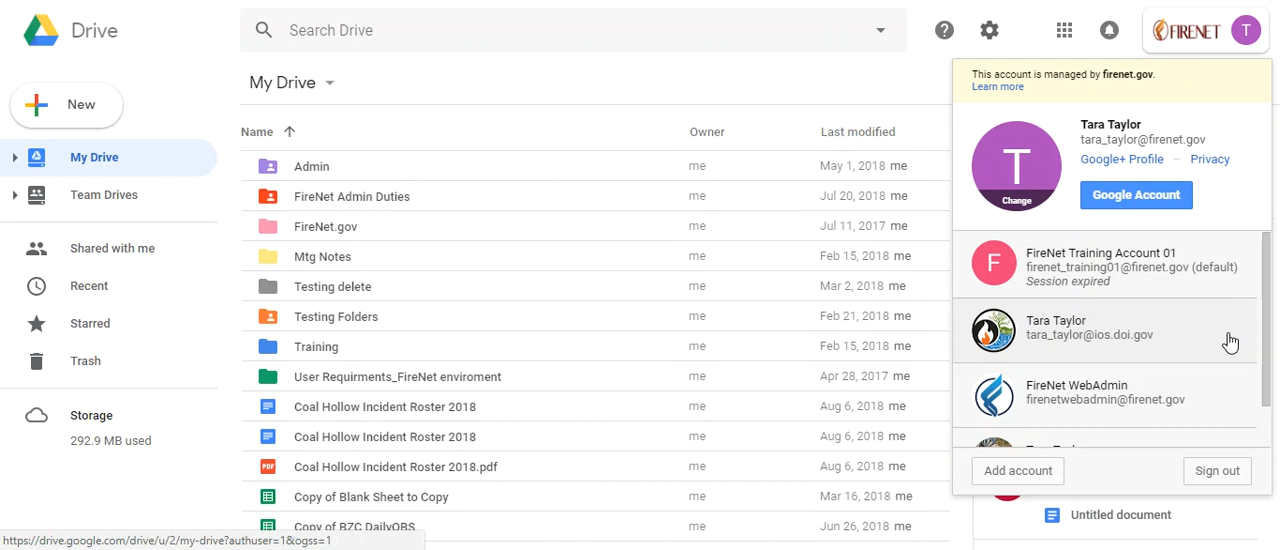 Drive
Search Drive
FIRENET
T
New
My Drive
Team Drives
Shared with me
Recent
Starred
Trash
Storage
292.9 MB used
My Drive
Name Owner Last modified
Admin me May 1, 2018 me
FireNet Admin Duties me Jul 20, 2018 me
FireNet.gov me Jul 11, 2017 me
Mtg Notes me Feb 15, 2018 me
Testing delete me Mar 2, 2018 me
Testing Folders me Feb 21, 2018 me
Training me Feb 15, 2018 me
User Requirments_FireNet enviroment me Apr 28, 2017 me
Coal Hollow Incident Roster 2018 me Aug 6, 2018 me
Coal Hollow Incident Roster 2018 me Aug 6, 2018 me
PDF Coal Hollow Incident Roster 2018.pdf me Aug 6, 2018 me
Copy of Blank Sheet to Copy me Mar 16, 2018 me
Copy of BZC DailyOBS me Jun 26, 2018 me
https://drive.google.com/drive/u/2/my-drive?authuser=1&ogss=1
This account is managed by firenet.gov.
Learn more
T
Change
Tara Taylor
tara_taylor@firenet.gov
Google+ Profile – Privacy
Google Account
F
FireNet Training Account 01
firenet_training01@firenet.gov (default)
Session expired
Tara Taylor
tara_taylor@ios.doi.gov
FireNet WebAdmin
firenetwebadmin@firenet.gov
Add account
Sign out
Untitled document